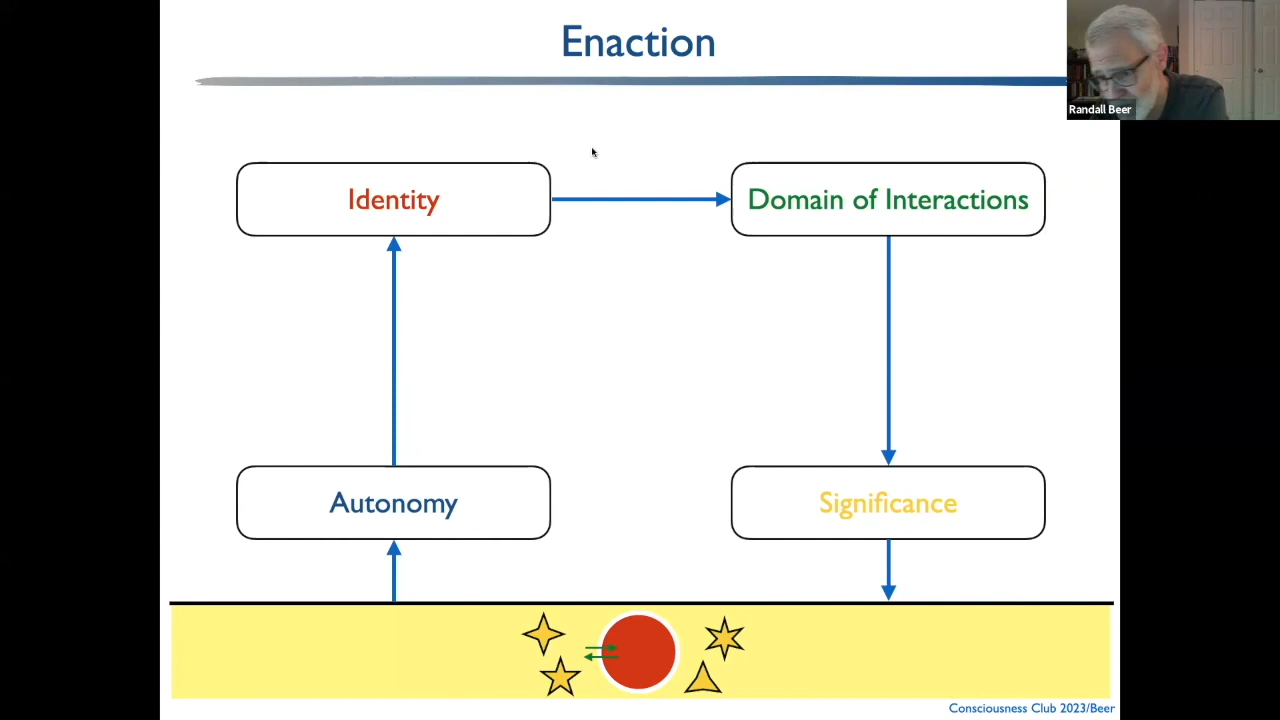 Enaction
Randall Beer
Identity
Domain of Interactions
Autonomy
Significance
Consciousness Club 2023/Beer